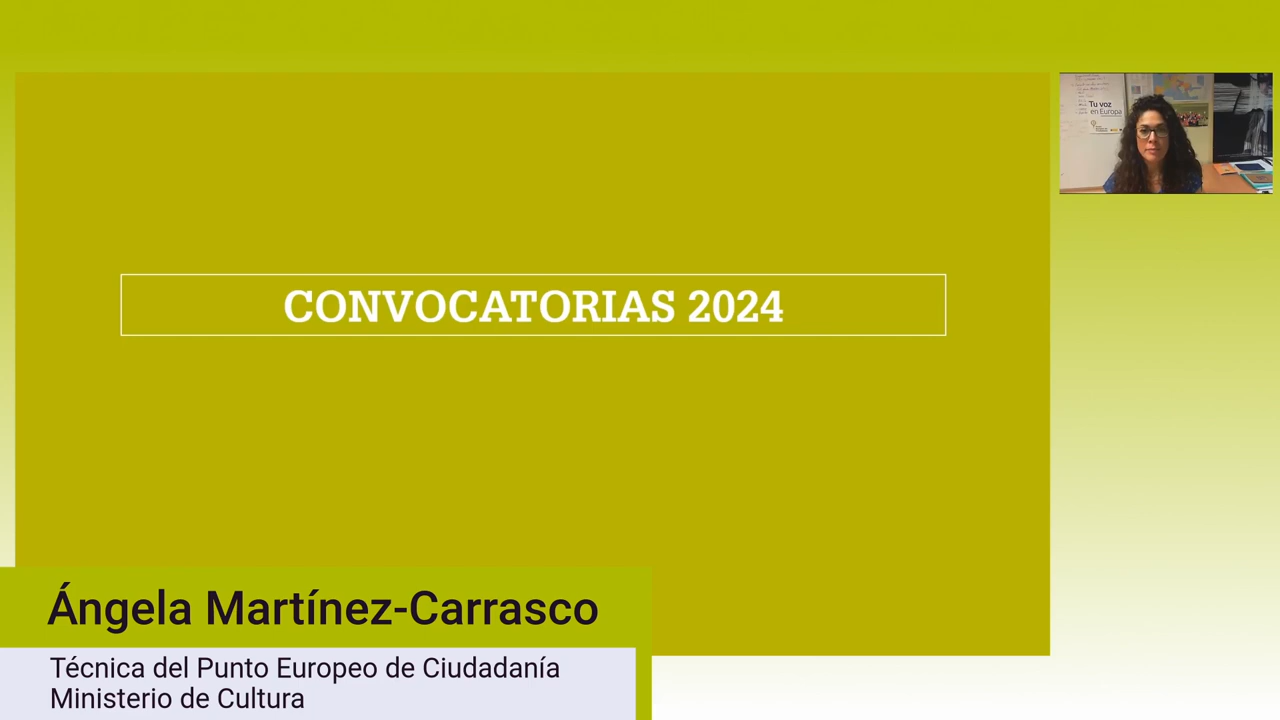 CONVOCATORIAS 2024
Tu voz
en Europa
Ángela Martínez-Carrasco
Técnica del Punto Europeo de Ciudadanía
Ministerio de Cultura